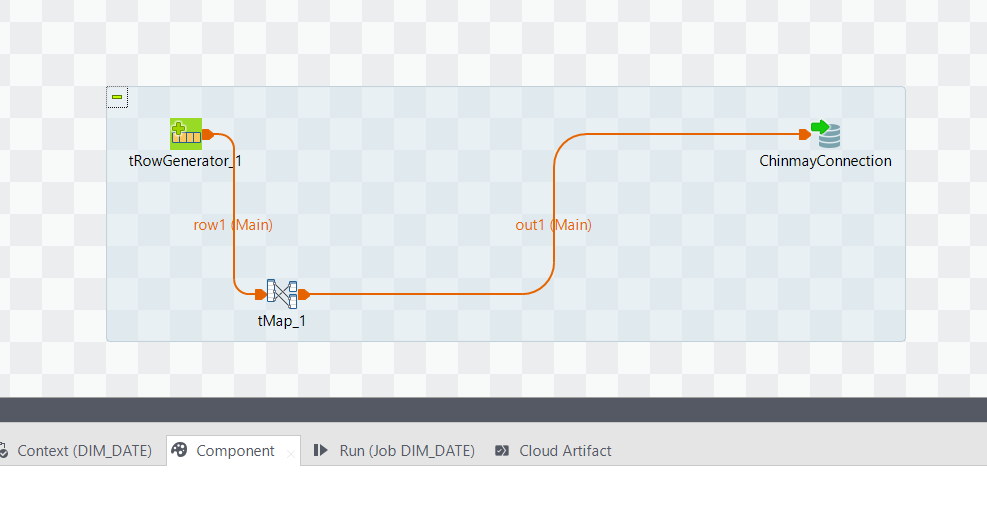 tRowGenerator_1
ChinmayConnection
row1 (Main)
out1 (Main)
tMap_1
Context (DIM_DATE)
Component
Run (Job DIM_DATE)
Cloud Artifact